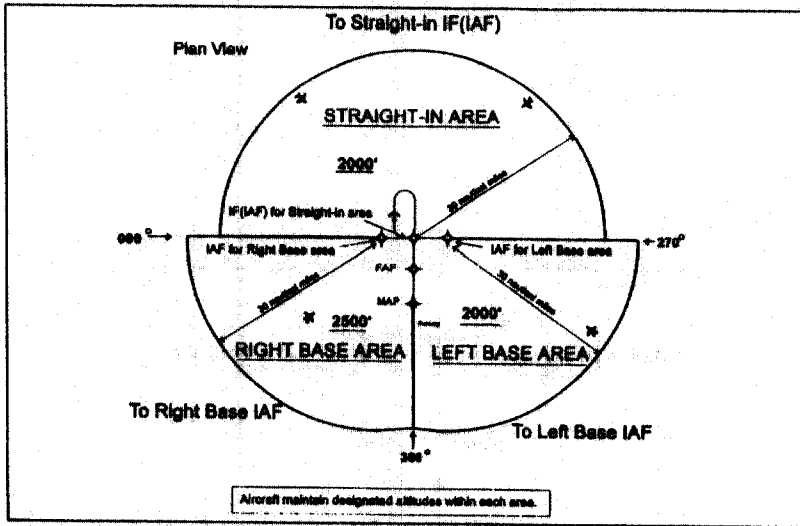 To Straight-in IF(IAF)
Plan View
STRAIGHT-IN AREA
2000'
30 nautical miles
IF(IAF) for Straight-in area
090°
270°
IAF for Right Base area
IAF for Left Base area
FAF
30 nautical miles
30 nautical miles
MAP
2500'
2000'
RIGHT BASE AREA
LEFT BASE AREA
To Right Base IAF
To Left Base IAF
Aircraft maintain designated altitudes within each area.